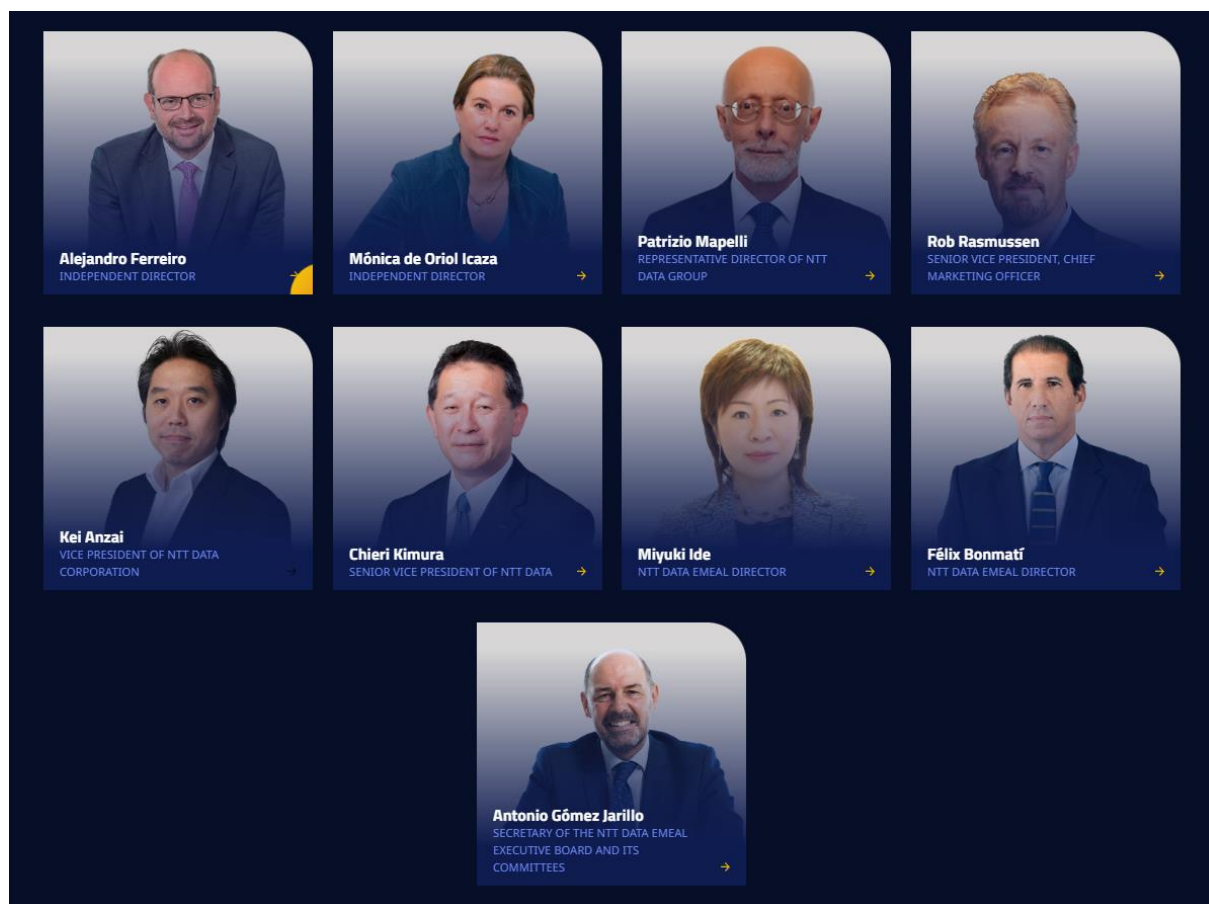 Alejandro Ferreiro
INDEPENDENT DIRECTOR
Mónica de Oriol Icaza
INDEPENDENT DIRECTOR
Patrizio Mapelli
REPRESENTATIVE DIRECTOR OF NTT
DATA GROUP
Rob Rasmussen
SENIOR VICE PRESIDENT, CHIEF
MARKETING OFFICER
Kei Anzai
VICE PRESIDENT OF NTT DATA
CORPORATION
Chieri Kimura
SENIOR VICE PRESIDENT OF NTT DATA
Miyuki Ide
NTT DATA EMEAL DIRECTOR
Félix Bonmatí
NTT DATA EMEAL DIRECTOR
Antonio Gómez Jarillo
SECRETARY OF THE NTT DATA EMEAL
EXECUTIVE BOARD AND ITS
COMMITTEES